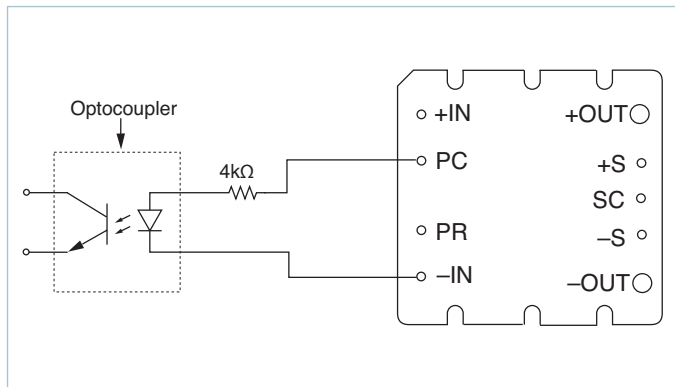 Optocoupler
4kΩ
+IN
PC
PR
–IN
+OUT
+S
SC
–S
–OUT